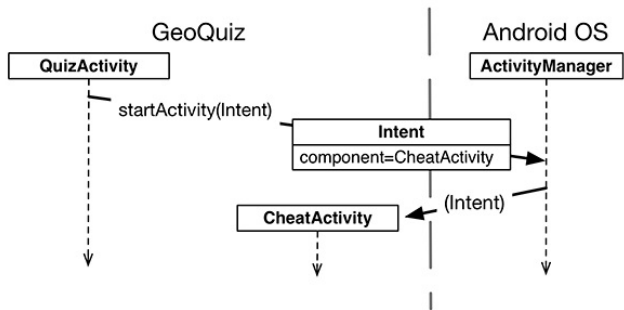 GeoQuiz
Android OS
QuizActivity
ActivityManager
startActivity(Intent)
Intent
component=CheatActivity
(Intent)
CheatActivity